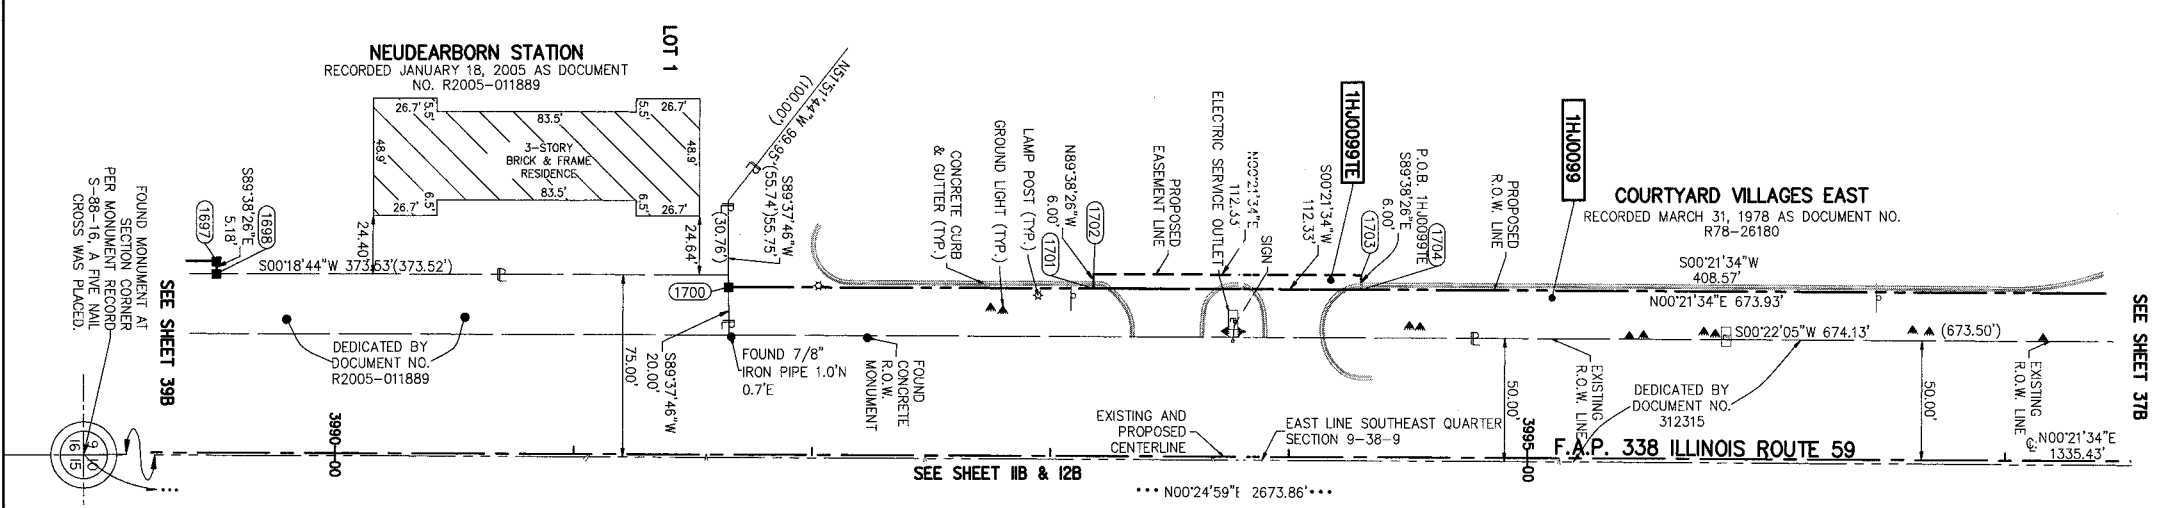 NEUDEARBORN STATION
RECORDED JANUARY 18, 2005 AS DOCUMENT
NO. R2005-011889
LOT 1
26.7'
5.5'
83.5'
5.5'
26.7'
48.9'
3-STORY
BRICK & FRAME
RESIDENCE
48.9'
83.5'
26.7'
6.5'
6.5'
26.7'
24.40'
24.64'
N51°51'44"W 99.95'
(100.00')
S89°37'46"W
(55.74')55.75'
(30.76')
FOUND MONUMENT AT
SECTION CORNER
PER MONUMENT RECORD
S-88-16, A FIVE NAIL
CROSS WAS PLACED.
SEE SHEET 39B
1697
S89°38'26"E
5.18'
1698
S00°18'44"W 373.53'(373.52')
1700
DEDICATED BY
DOCUMENT NO.
R2005-011889
75.00'
S89°37'46"W
20.00'
FOUND 7/8"
IRON PIPE 1.0'N
0.7'E
FOUND
CONCRETE
R.O.W.
MONUMENT
CONCRETE CURB
& GUTTER (TYP.)
GROUND LIGHT (TYP.)
LAMP POST (TYP.)
N89°38'26"W
6.00'
1701
1702
PROPOSED
EASEMENT LINE
ELECTRIC SERVICE OUTLET
N00°21'34"E
112.33'
SIGN
S00°21'34"W
112.33'
1HJ0099TE
P.O.B. 1HJ0099TE
S89°38'26"E
6.00'
1703
1704
PROPOSED
R.O.W. LINE
1HJ0099
COURTYARD VILLAGES EAST
RECORDED MARCH 31, 1978 AS DOCUMENT NO.
R78-26180
S00°21'34"W
408.57'
N00°21'34"E 673.93'
S00°22'05"W 674.13'
(673.50')
SEE SHEET 37B
50.00'
EXISTING
R.O.W. LINE
DEDICATED BY
DOCUMENT NO.
312315
50.00'
EXISTING
R.O.W. LINE
9
10
16
15
3990+00
EXISTING AND
PROPOSED
CENTERLINE
EAST LINE SOUTHEAST QUARTER
SECTION 9-38-9
3995+00
F.A.P. 338 ILLINOIS ROUTE 59
℄ N00°21'34"E
1335.43'
SEE SHEET 11B & 12B
••• N00°24'59"E 2673.86' •••